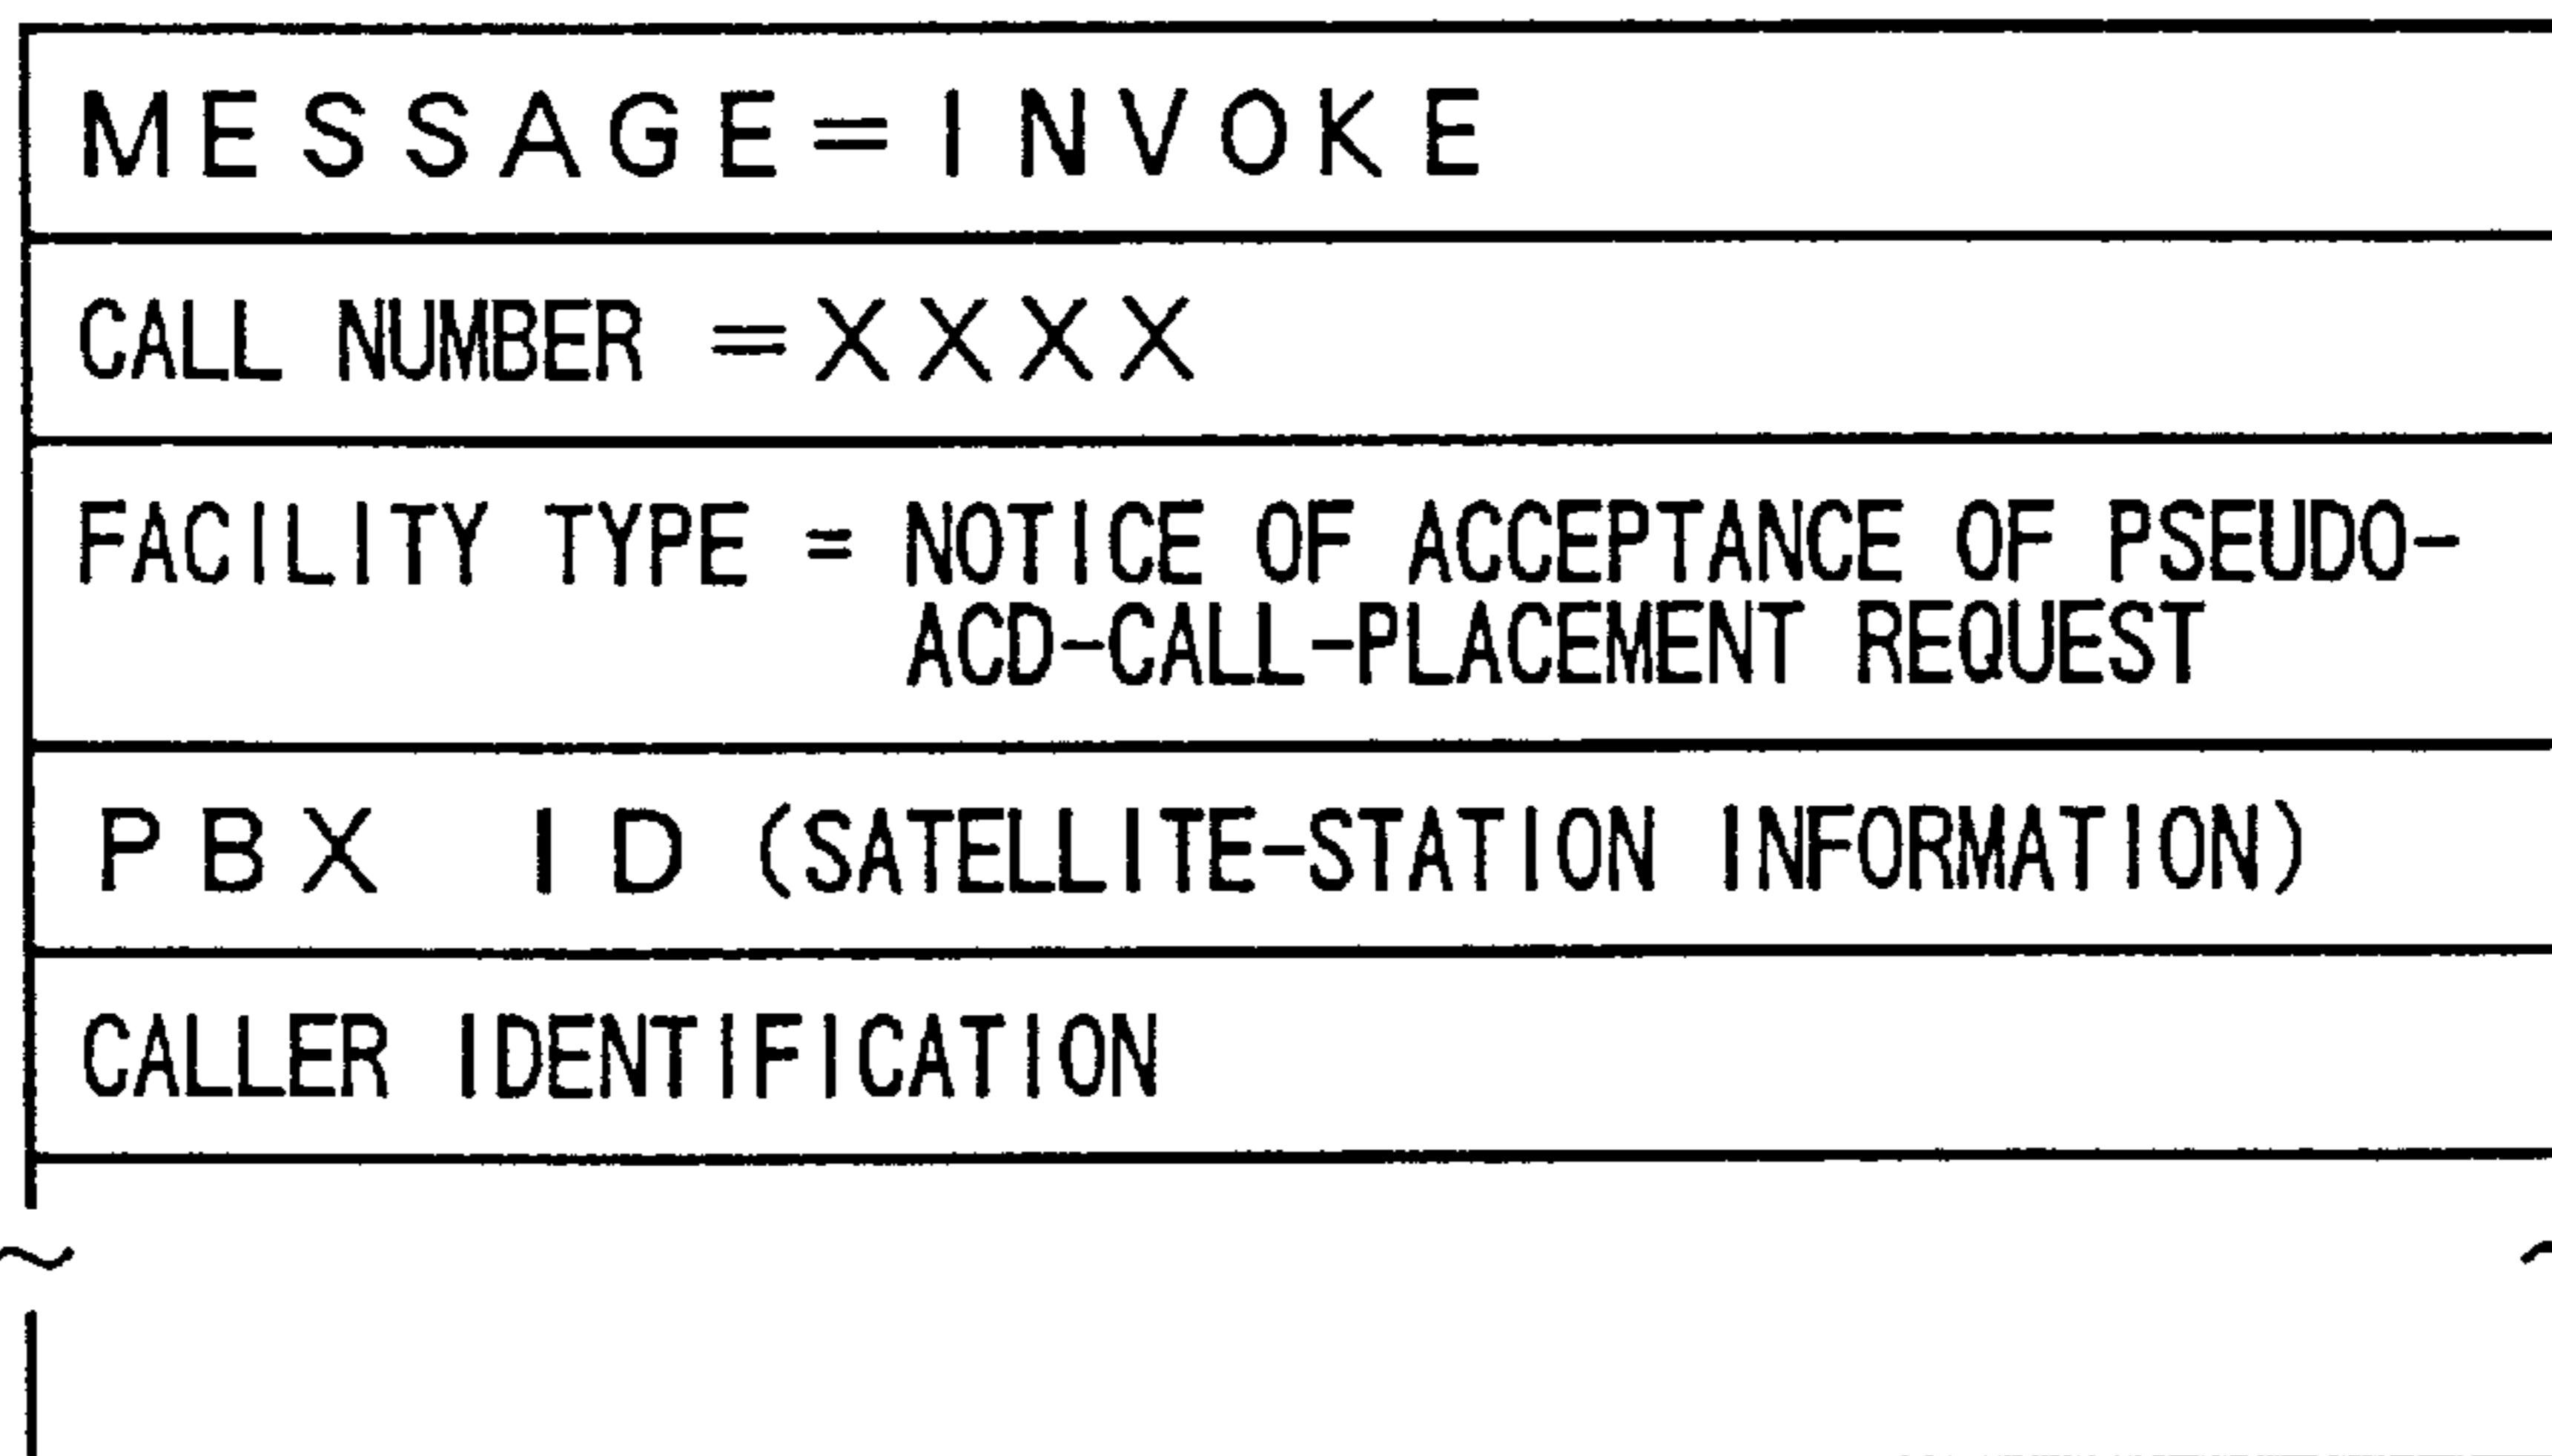 MESSAGE=INVOKE
CALL NUMBER =XXXX
FACILITY TYPE = NOTICE OF ACCEPTANCE OF PSEUDO-
ACD-CALL-PLACEMENT REQUEST
PBX ID (SATELLITE-STATION INFORMATION)
CALLER IDENTIFICATION